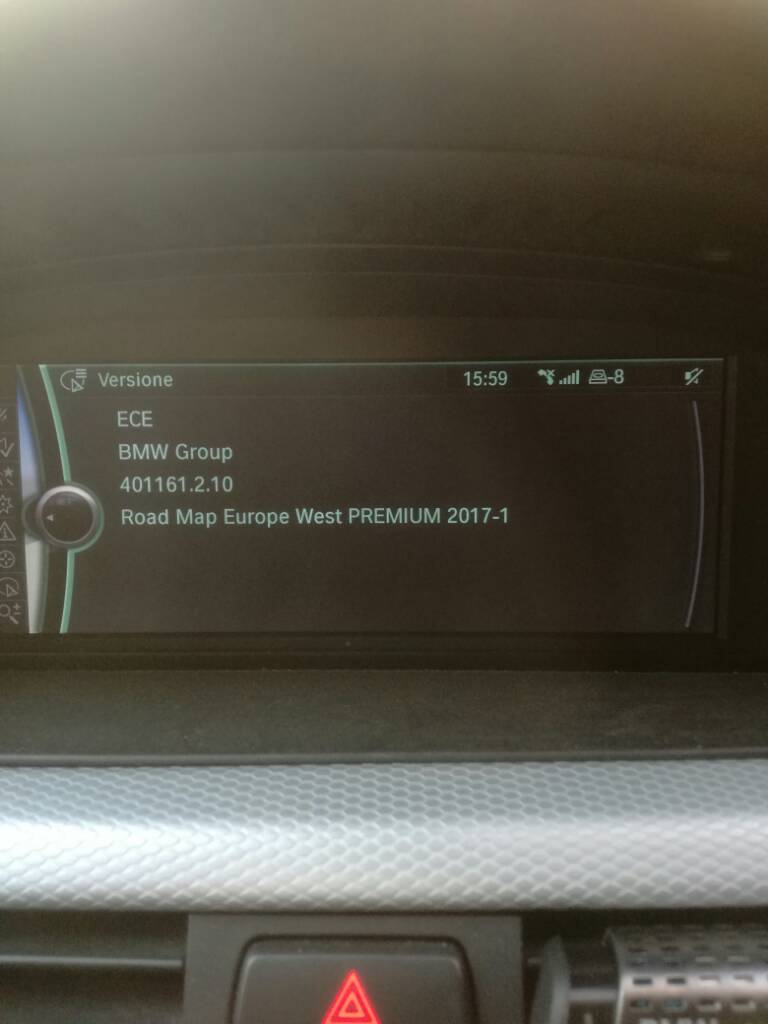 Versione 15:59 -8
ECE
BMW Group
401161.2.10
Road Map Europe West PREMIUM 2017-1